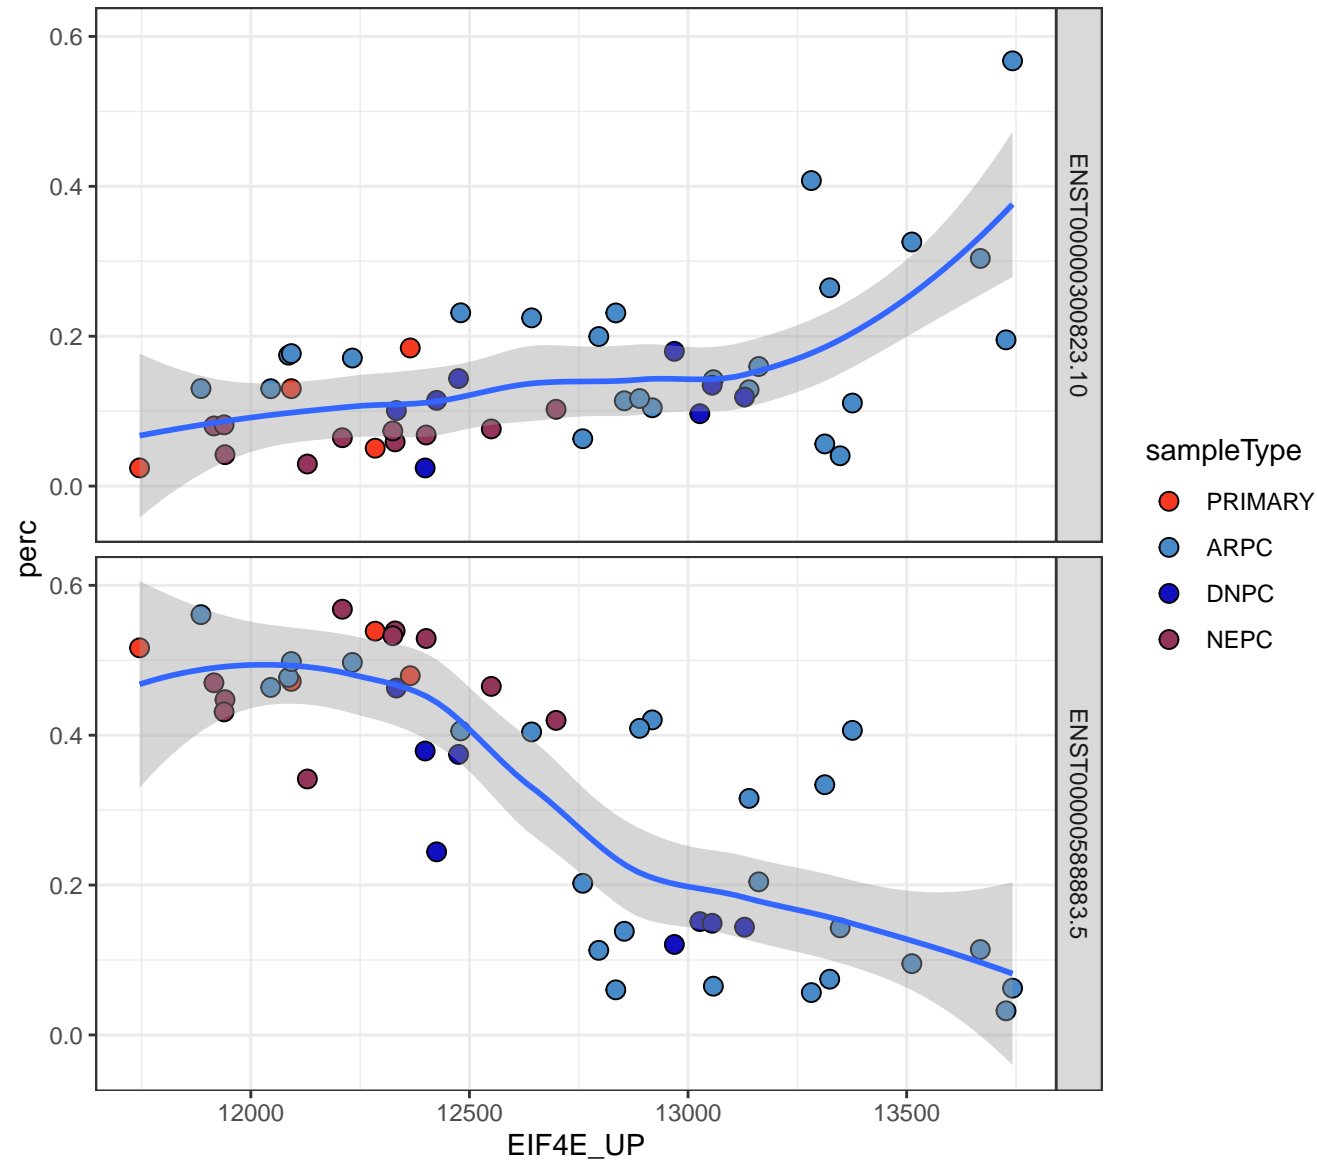 0.6
0.4
0.2
0.0
ENST00000300823.10
perc
0.6
0.4
0.2
0.0
ENST00000588883.5
12000 12500 13000 13500
EIF4E_UP
sampleType
PRIMARY
ARPC
DNPC
NEPC